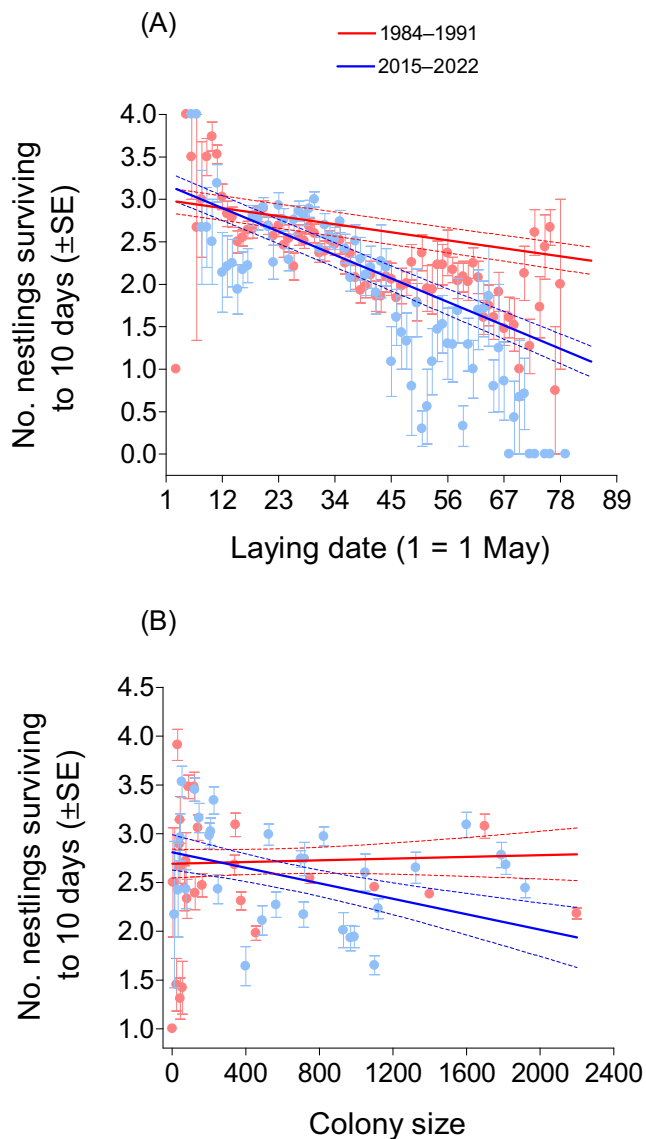 (A)
1984–1991
2015–2022
No. nestlings surviving
to 10 days (±SE)
4.0
3.5
3.0
2.5
2.0
1.5
1.0
0.5
0.0
1 12 23 34 45 56 67 78 89
Laying date (1 = 1 May)
(B)
No. nestlings surviving
to 10 days (±SE)
4.5
4.0
3.5
3.0
2.5
2.0
1.5
1.0
0 400 800 1200 1600 2000 2400
Colony size